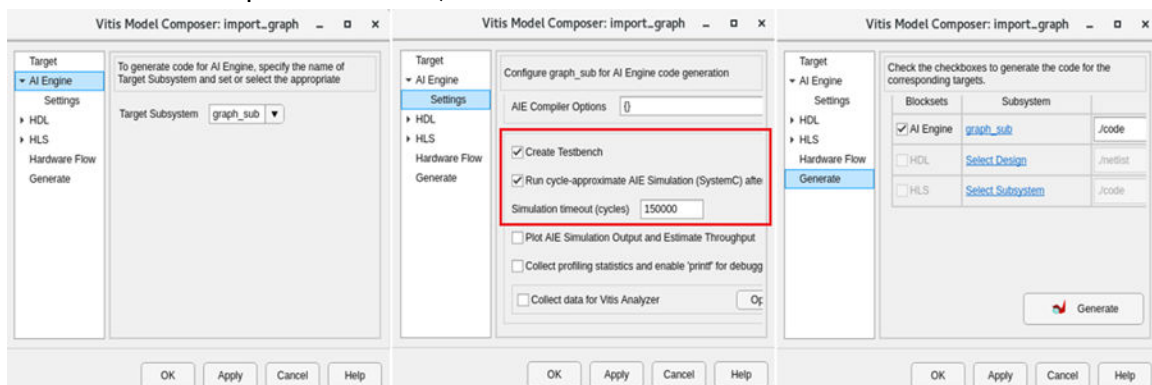 Vitis Model Composer: import_graph
Target
AI Engine
Settings
HDL
HLS
Hardware Flow
Generate
To generate code for AI Engine, specify the name of
Target Subsystem and set or select the appropriate
Target Subsystem graph_sub
OK Apply Cancel Help
Vitis Model Composer: import_graph
Target
AI Engine
Settings
HDL
HLS
Hardware Flow
Generate
Configure graph_sub for AI Engine code generation
AIE Compiler Options {}
Create Testbench
Run cycle-approximate AIE Simulation (SystemC) after
Simulation timeout (cycles) 150000
Plot AIE Simulation Output and Estimate Throughput
Collect profiling statistics and enable 'printf' for debugg
Collect data for Vitis Analyzer Op
OK Apply Cancel Help
Vitis Model Composer: import_graph
Target
AI Engine
Settings
HDL
HLS
Hardware Flow
Generate
Check the checkboxes to generate the code for the
corresponding targets.
Blocksets Subsystem
AI Engine graph_sub ./code
HDL Select Design ./netlist
HLS Select Subsystem ./code
Generate
OK Apply Cancel Help